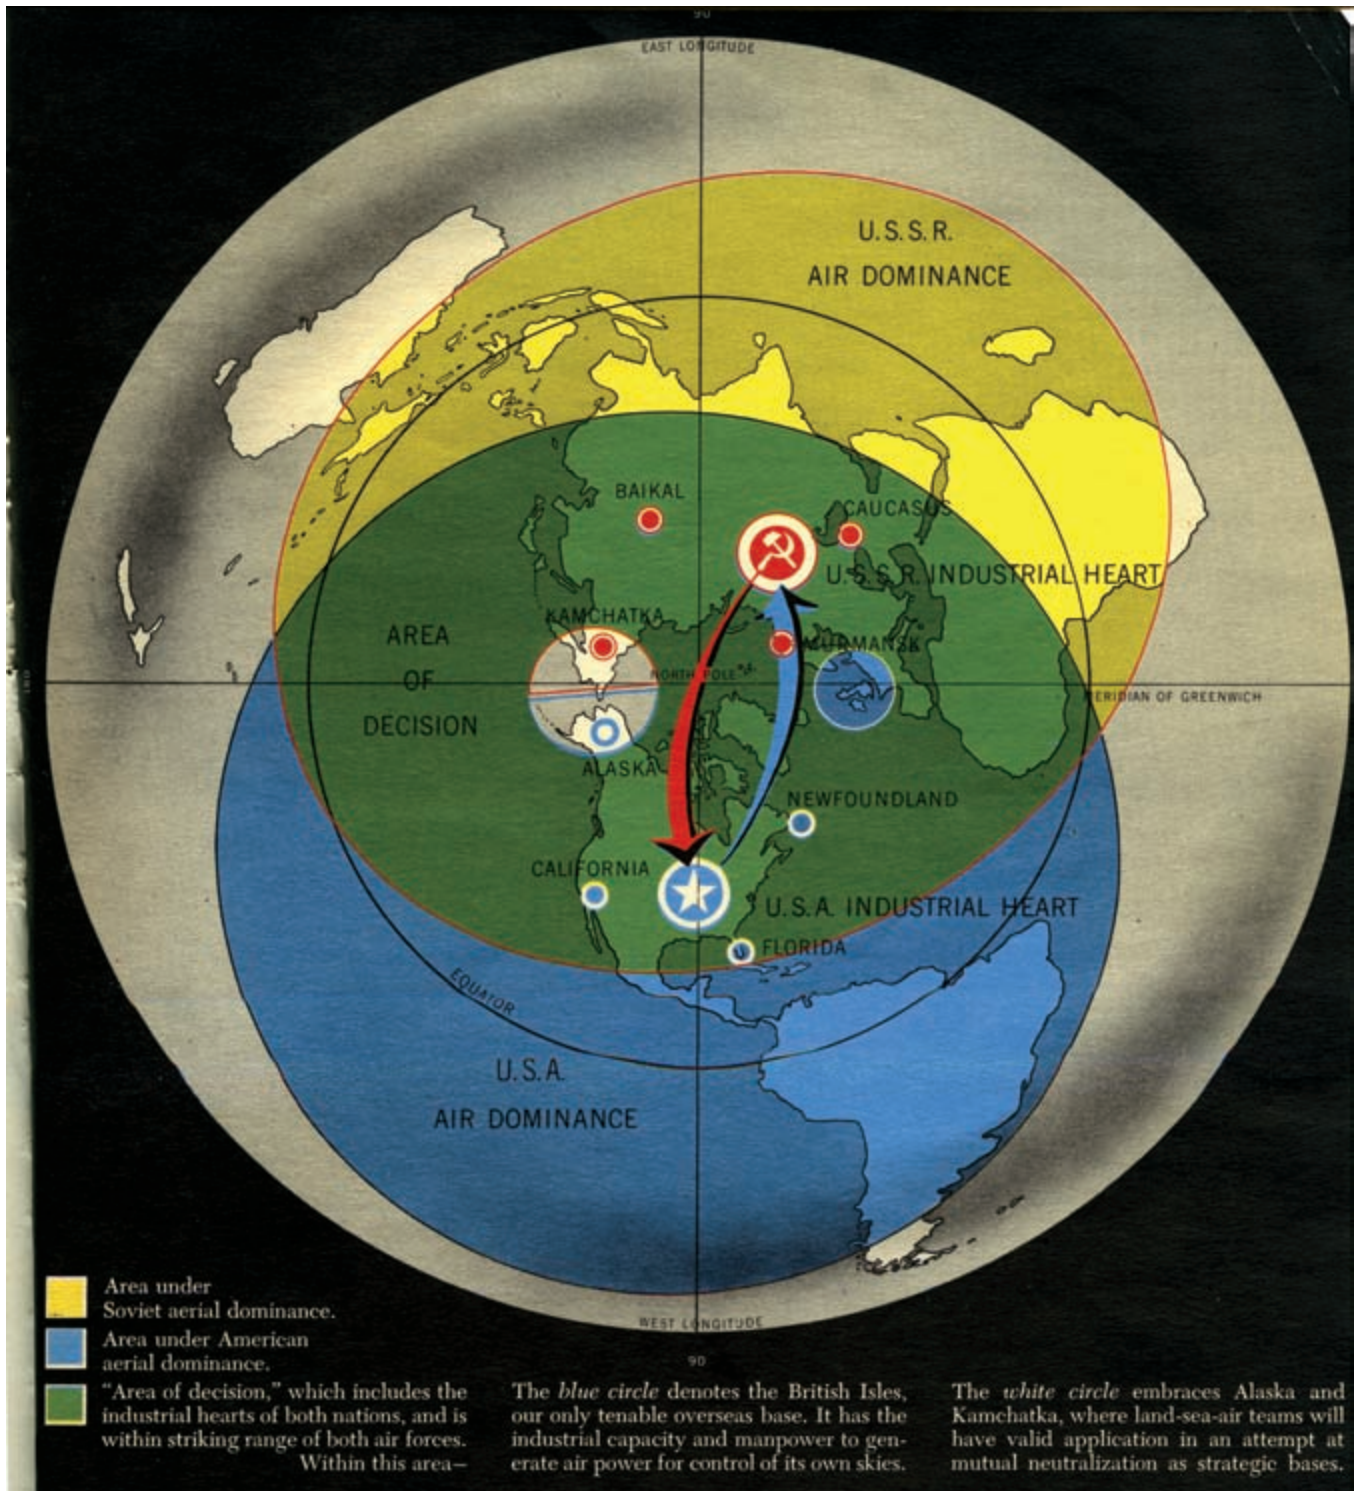 90
EAST LONGITUDE
U.S.S.R.
AIR DOMINANCE
BAIKAL
CAUCASUS
U.S.S.R. INDUSTRIAL HEART
KAMCHATKA
AREA
OF
DECISION
MURMANSK
NORTH POLE
180
MERIDIAN OF GREENWICH
ALASKA
NEWFOUNDLAND
CALIFORNIA
U.S.A. INDUSTRIAL HEART
FLORIDA
EQUATOR
U.S.A.
AIR DOMINANCE
WEST LONGITUDE
90
Area under
Soviet aerial dominance.
Area under American
aerial dominance.
“Area of decision,” which includes the
industrial hearts of both nations, and is
within striking range of both air forces.
Within this area—
The blue circle denotes the British Isles,
our only tenable overseas base. It has the
industrial capacity and manpower to gen-
erate air power for control of its own skies.
The white circle embraces Alaska and
Kamchatka, where land-sea-air teams will
have valid application in an attempt at
mutual neutralization as strategic bases.